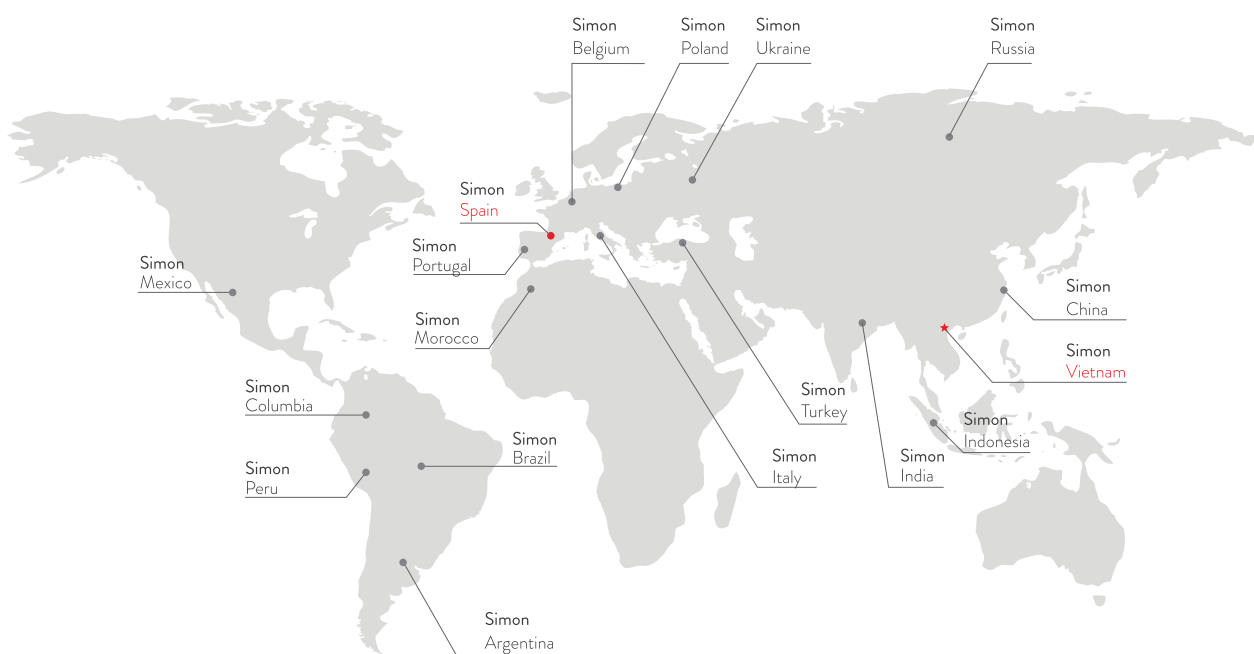 Simon
Belgium
Simon
Poland
Simon
Ukraine
Simon
Russia
Simon
Spain
Simon
Portugal
Simon
Mexico
Simon
China
Simon
Morocco
Simon
Vietnam
Simon
Columbia
Simon
Turkey
Simon
Indonesia
Simon
Brazil
Simon
Italy
Simon
India
Simon
Peru
Simon
Argentina